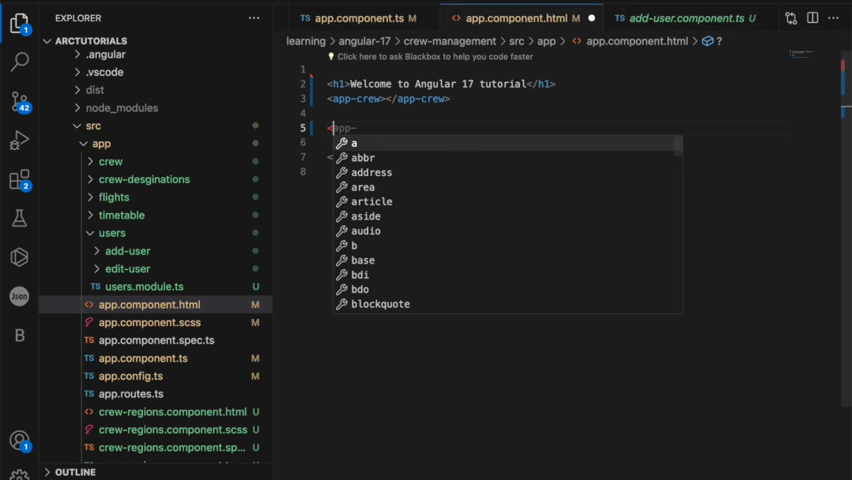 EXPLORER
ARCTUTORIALS
.angular
.vscode
dist
node_modules
src
app
crew
crew-desginations
flights
timetable
users
add-user
edit-user
users.module.ts U
app.component.html M
app.component.scss M
app.component.spec.ts
app.component.ts M
app.config.ts M
app.routes.ts
crew-regions.component.html U
crew-regions.component.scss U
crew-regions.component.sp... U
OUTLINE
1
42
2
Json
B
1
app.component.ts M
app.component.html M
add-user.component.ts U
learning > angular-17 > crew-management > src > app > app.component.html > ?
Click here to ask Blackbox to help you code faster
1
2 <h1>Welcome to Angular 17 tutorial</h1>
3 <app-crew></app-crew>
4
5 <app-
6
7 <
8
a
abbr
address
area
article
aside
audio
b
base
bdi
bdo
blockquote